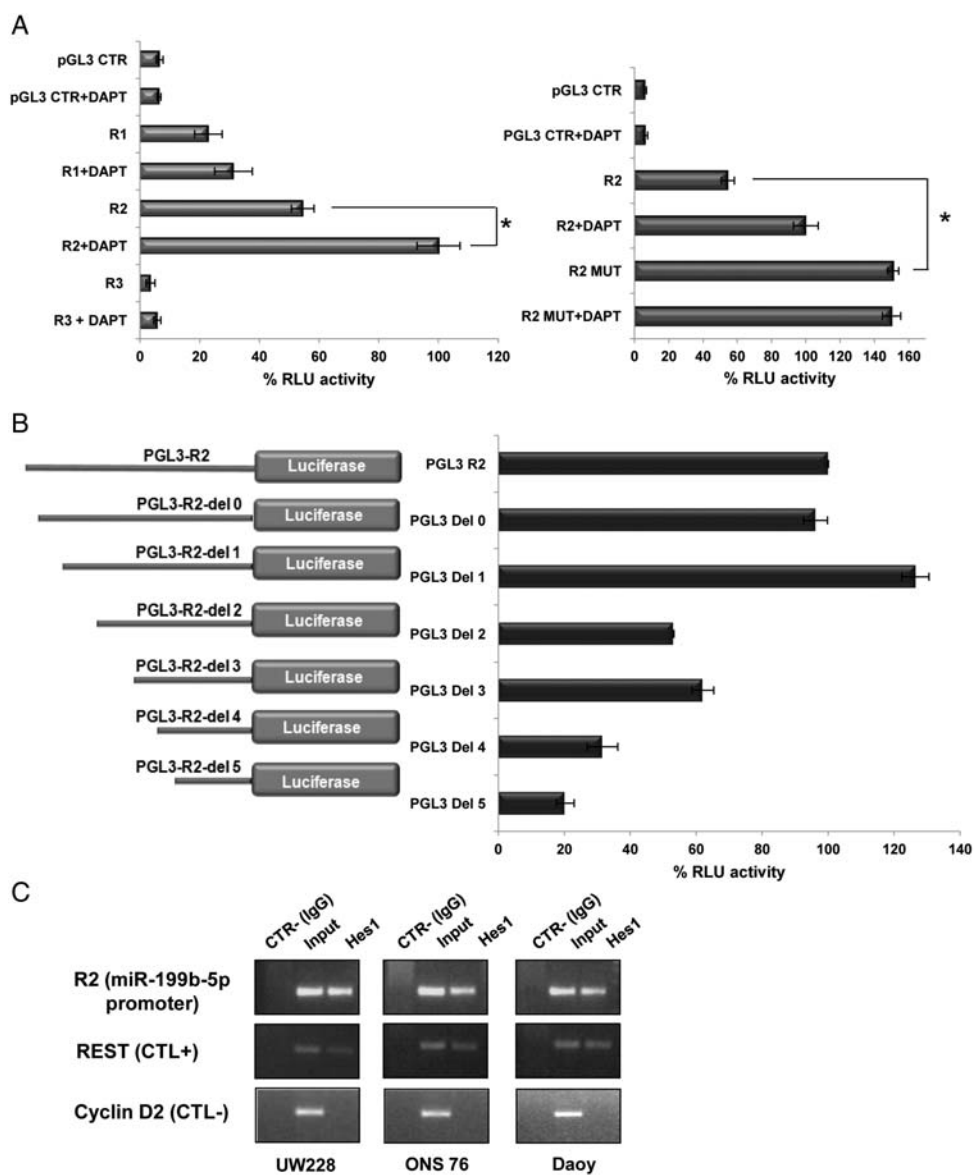 A
pGL3 CTR
pGL3 CTR+DAPT
R1
R1+DAPT
R2
R2+DAPT
R3
R3 + DAPT
*
0 20 40 60 80 100 120
% RLU activity
pGL3 CTR
PGL3 CTR+DAPT
R2
R2+DAPT
R2 MUT
R2 MUT+DAPT
*
0 20 40 60 80 100 120 140 160
% RLU activity
B
PGL3-R2 Luciferase
PGL3-R2-del 0 Luciferase
PGL3-R2-del 1 Luciferase
PGL3-R2-del 2 Luciferase
PGL3-R2-del 3 Luciferase
PGL3-R2-del 4 Luciferase
PGL3-R2-del 5 Luciferase
PGL3 R2
PGL3 Del 0
PGL3 Del 1
PGL3 Del 2
PGL3 Del 3
PGL3 Del 4
PGL3 Del 5
0 20 40 60 80 100 120 140
% RLU activity
C
CTR- (IgG) Input Hes1 CTR- (IgG) Input Hes1 CTR- (IgG) Input Hes1
R2 (miR-199b-5p
promoter)
REST (CTL+)
Cyclin D2 (CTL-)
UW228 ONS 76 Daoy